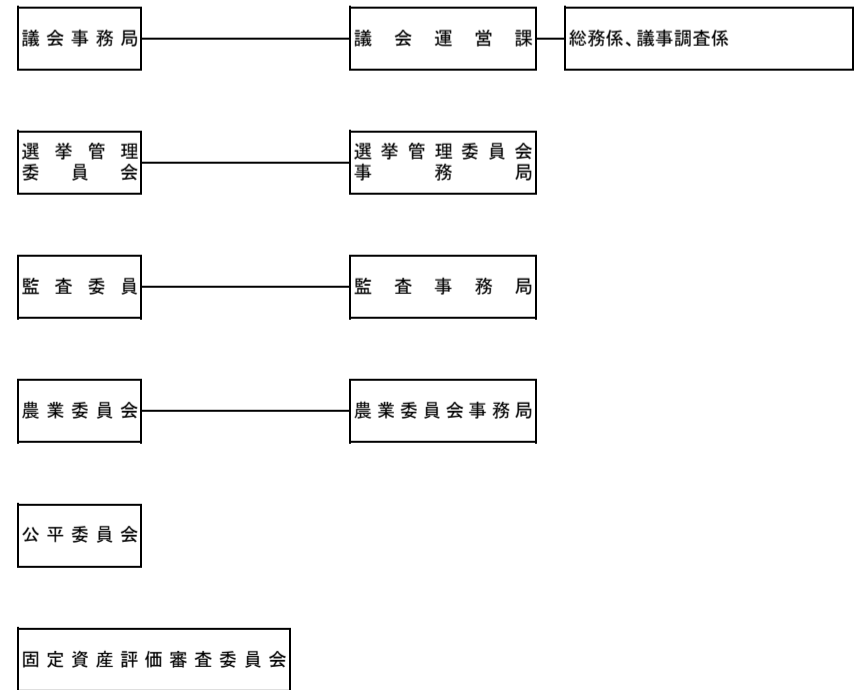 議会事務局
議会運営課
総務係、議事調査係
選挙管理
委員会
選挙管理委員会
事務局
監査委員
監査事務局
農業委員会
農業委員会事務局
公平委員会
固定資産評価審査委員会